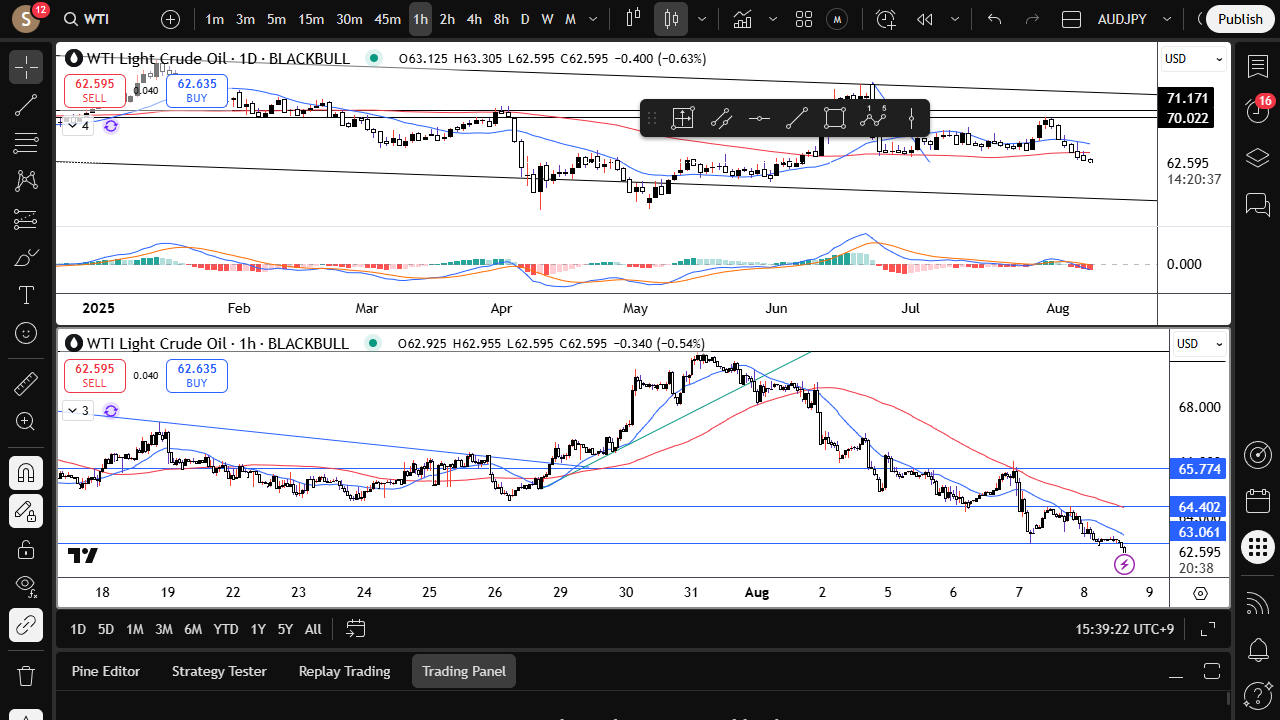 S
12
WTI
1m
3m
5m
15m
30m
45m
1h
2h
4h
8h
D
W
M
M
AUDJPY
Publish
WTI Light Crude Oil · 1D · BLACKBULL
O63.125 H63.305 L62.595 C62.595 −0.400 (−0.63%)
USD
62.595
SELL
0.040
62.635
BUY
4
1 5
71.171
70.022
62.595
14:20:37
16
0.000
2025 Feb Mar Apr May Jun Jul Aug
WTI Light Crude Oil · 1h · BLACKBULL
O62.925 H62.955 L62.595 C62.595 −0.340 (−0.54%)
USD
62.595
SELL
0.040
62.635
BUY
3
68.000
65.774
64.402
63.061
62.595
20:38
18 19 22 23 24 25 26 29 30 31 Aug 2 5 6 7 8 9
1D 5D 1M 3M 6M YTD 1Y 5Y All
15:39:22 UTC+9
Pine Editor
Strategy Tester
Replay Trading
Trading Panel